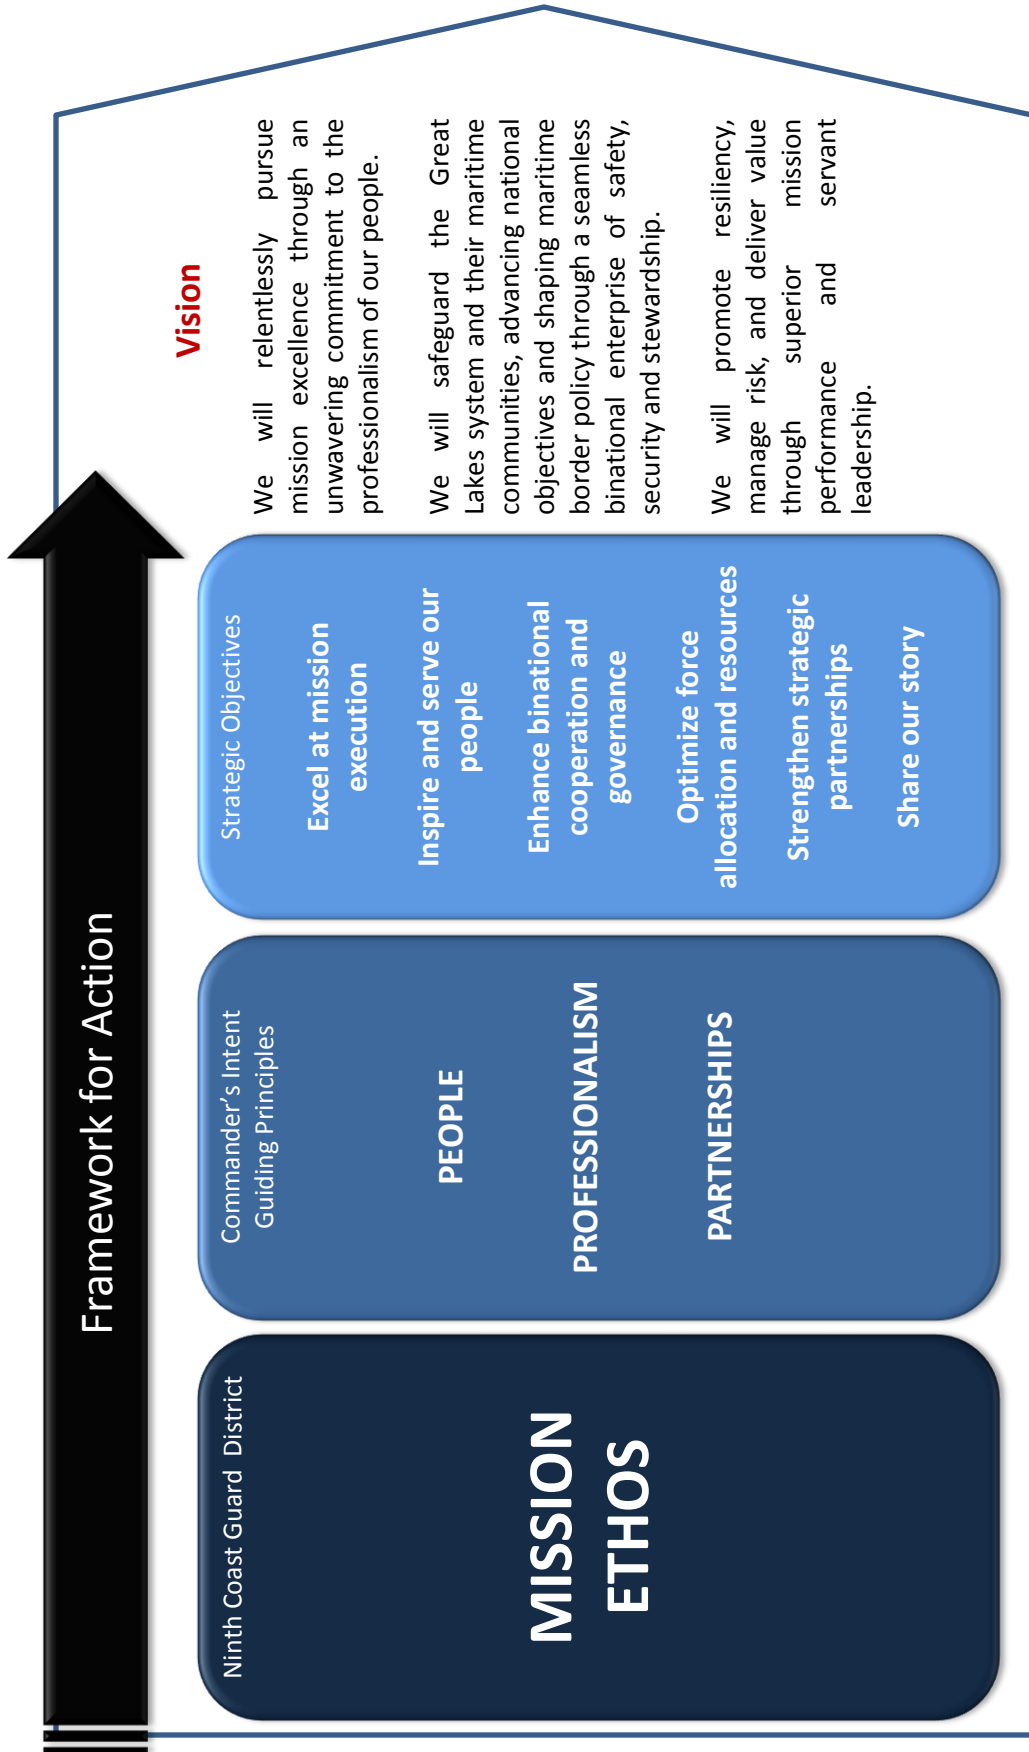 Framework for Action
Ninth Coast Guard District
MISSION
ETHOS
Commander’s Intent
Guiding Principles
PEOPLE
PROFESSIONALISM
PARTNERSHIPS
Strategic Objectives
Excel at mission
execution
Inspire and serve our
people
Enhance binational
cooperation and
governance
Optimize force
allocation and resources
Strengthen strategic
partnerships
Share our story
Vision
We will relentlessly pursue
mission excellence through an
unwavering commitment to the
professionalism of our people.
We will safeguard the Great
Lakes system and their maritime
communities, advancing national
objectives and shaping maritime
border policy through a seamless
binational enterprise of safety,
security and stewardship.
We will promote resiliency,
manage risk, and deliver value
through superior mission
performance and servant
leadership.